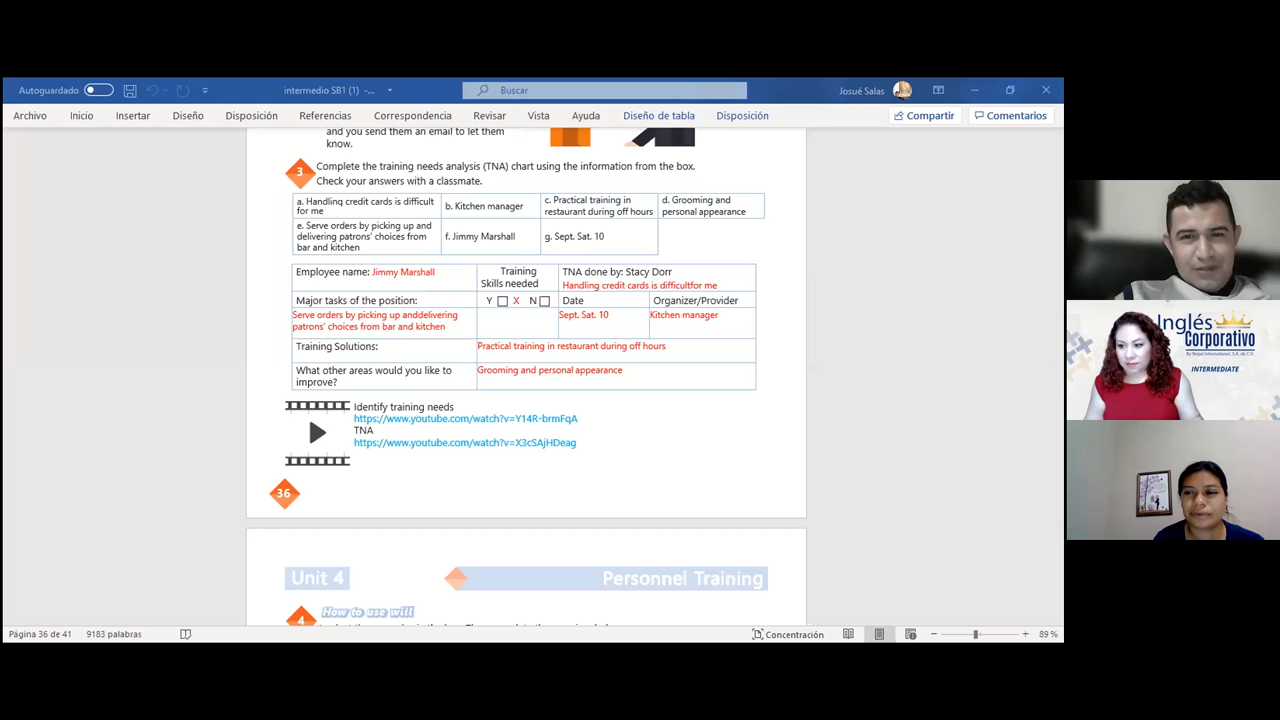 Autoguardado
intermedio SB1 (1) -...
Buscar
Josué Salas
Archivo Inicio Insertar Diseño Disposición Referencias Correspondencia Revisar Vista Ayuda Diseño de tabla Disposición
Compartir Comentarios
and you send them an email to let them
know.
3 Complete the training needs analysis (TNA) chart using the information from the box.
Check your answers with a classmate.
a. Handling credit cards is difficult
for me
b. Kitchen manager
c. Practical training in
restaurant during off hours
d. Grooming and
personal appearance
e. Serve orders by picking up and
delivering patrons' choices from
bar and kitchen
f. Jimmy Marshall
g. Sept. Sat. 10
Employee name: Jimmy Marshall
Training
Skills needed
TNA done by: Stacy Dorr
Handling credit cards is difficultfor me
Major tasks of the position:
Y X N
Date
Organizer/Provider
Serve orders by picking up anddelivering
patrons' choices from bar and kitchen
Sept. Sat. 10
Kitchen manager
Training Solutions:
Practical training in restaurant during off hours
What other areas would you like to
improve?
Grooming and personal appearance
Identify training needs
https://www.youtube.com/watch?v=Y14R-brmFqA
TNA
https://www.youtube.com/watch?v=X3cSAjHDeag
36
Unit 4
Personnel Training
4 How to use will
Página 36 de 41
9183 palabras
Concentración
89 %
Inglés
Corporativo
By Nepal International, S.A. de C.V.
INTERMEDIATE